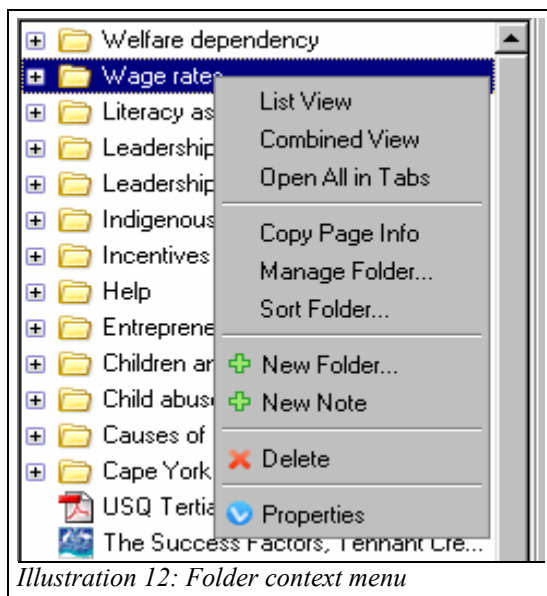 Welfare dependency
Wage rates
Literacy as
Leadership
Leadership
Indigenous
Incentives
Help
Entreprene
Children an
Child abus
Causes of
Cape York
USQ Tertia
The Success Factors, Tennant Cre...
List View
Combined View
Open All in Tabs
Copy Page Info
Manage Folder...
Sort Folder...
New Folder...
New Note
Delete
Properties
Illustration 12: Folder context menu